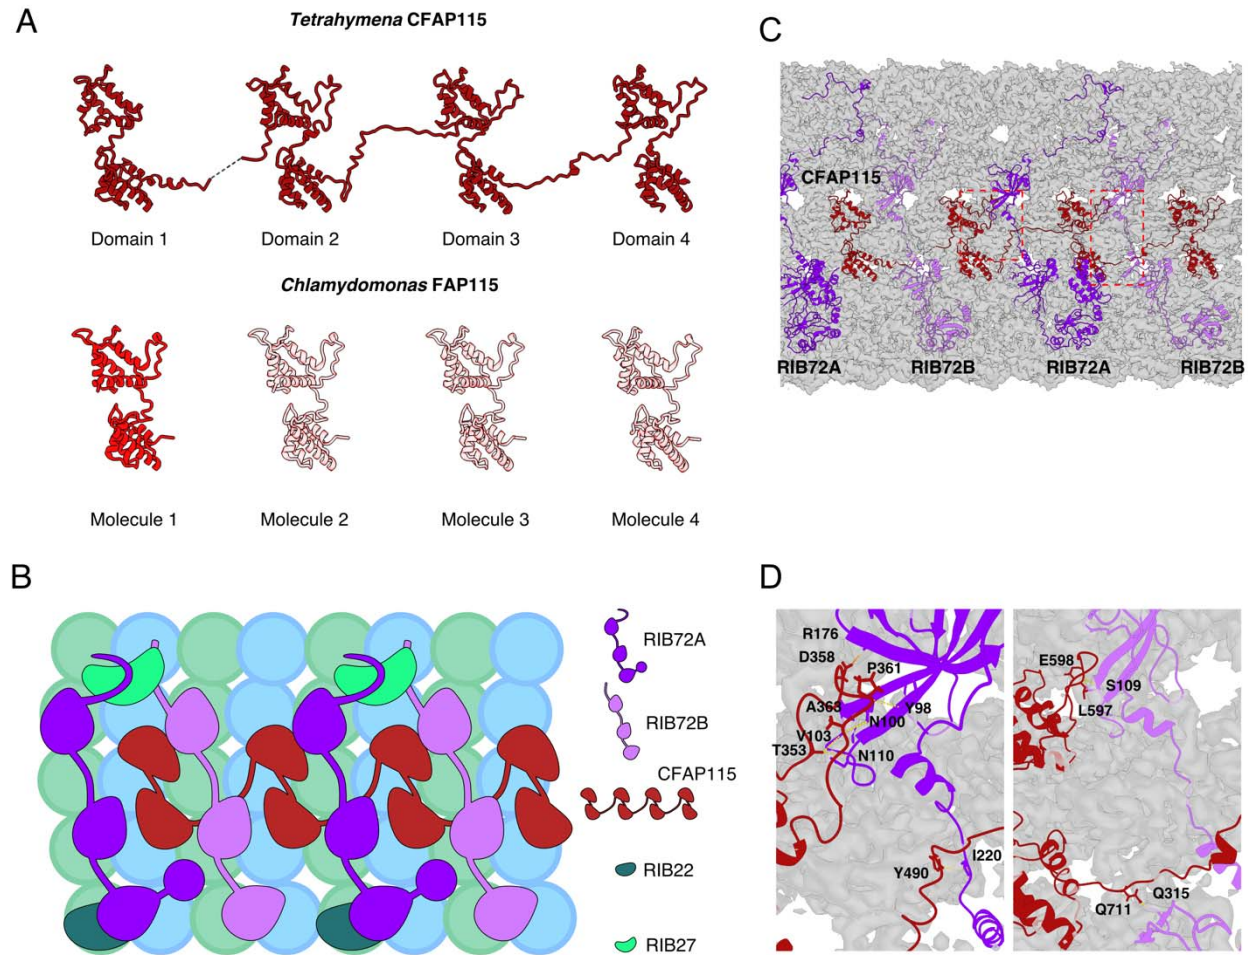 A
Tetrahymena CFAP115
Domain 1 Domain 2 Domain 3 Domain 4
Chlamydomonas FAP115
Molecule 1 Molecule 2 Molecule 3 Molecule 4
B
RIB72A
RIB72B
CFAP115
RIB22
RIB27
C
CFAP115
RIB72A RIB72B RIB72A RIB72B
D
R176
D358
P361
A363
Y98
N100
V103
T353
N110
Y490
I220
E598
S109
L597
Q315
Q711